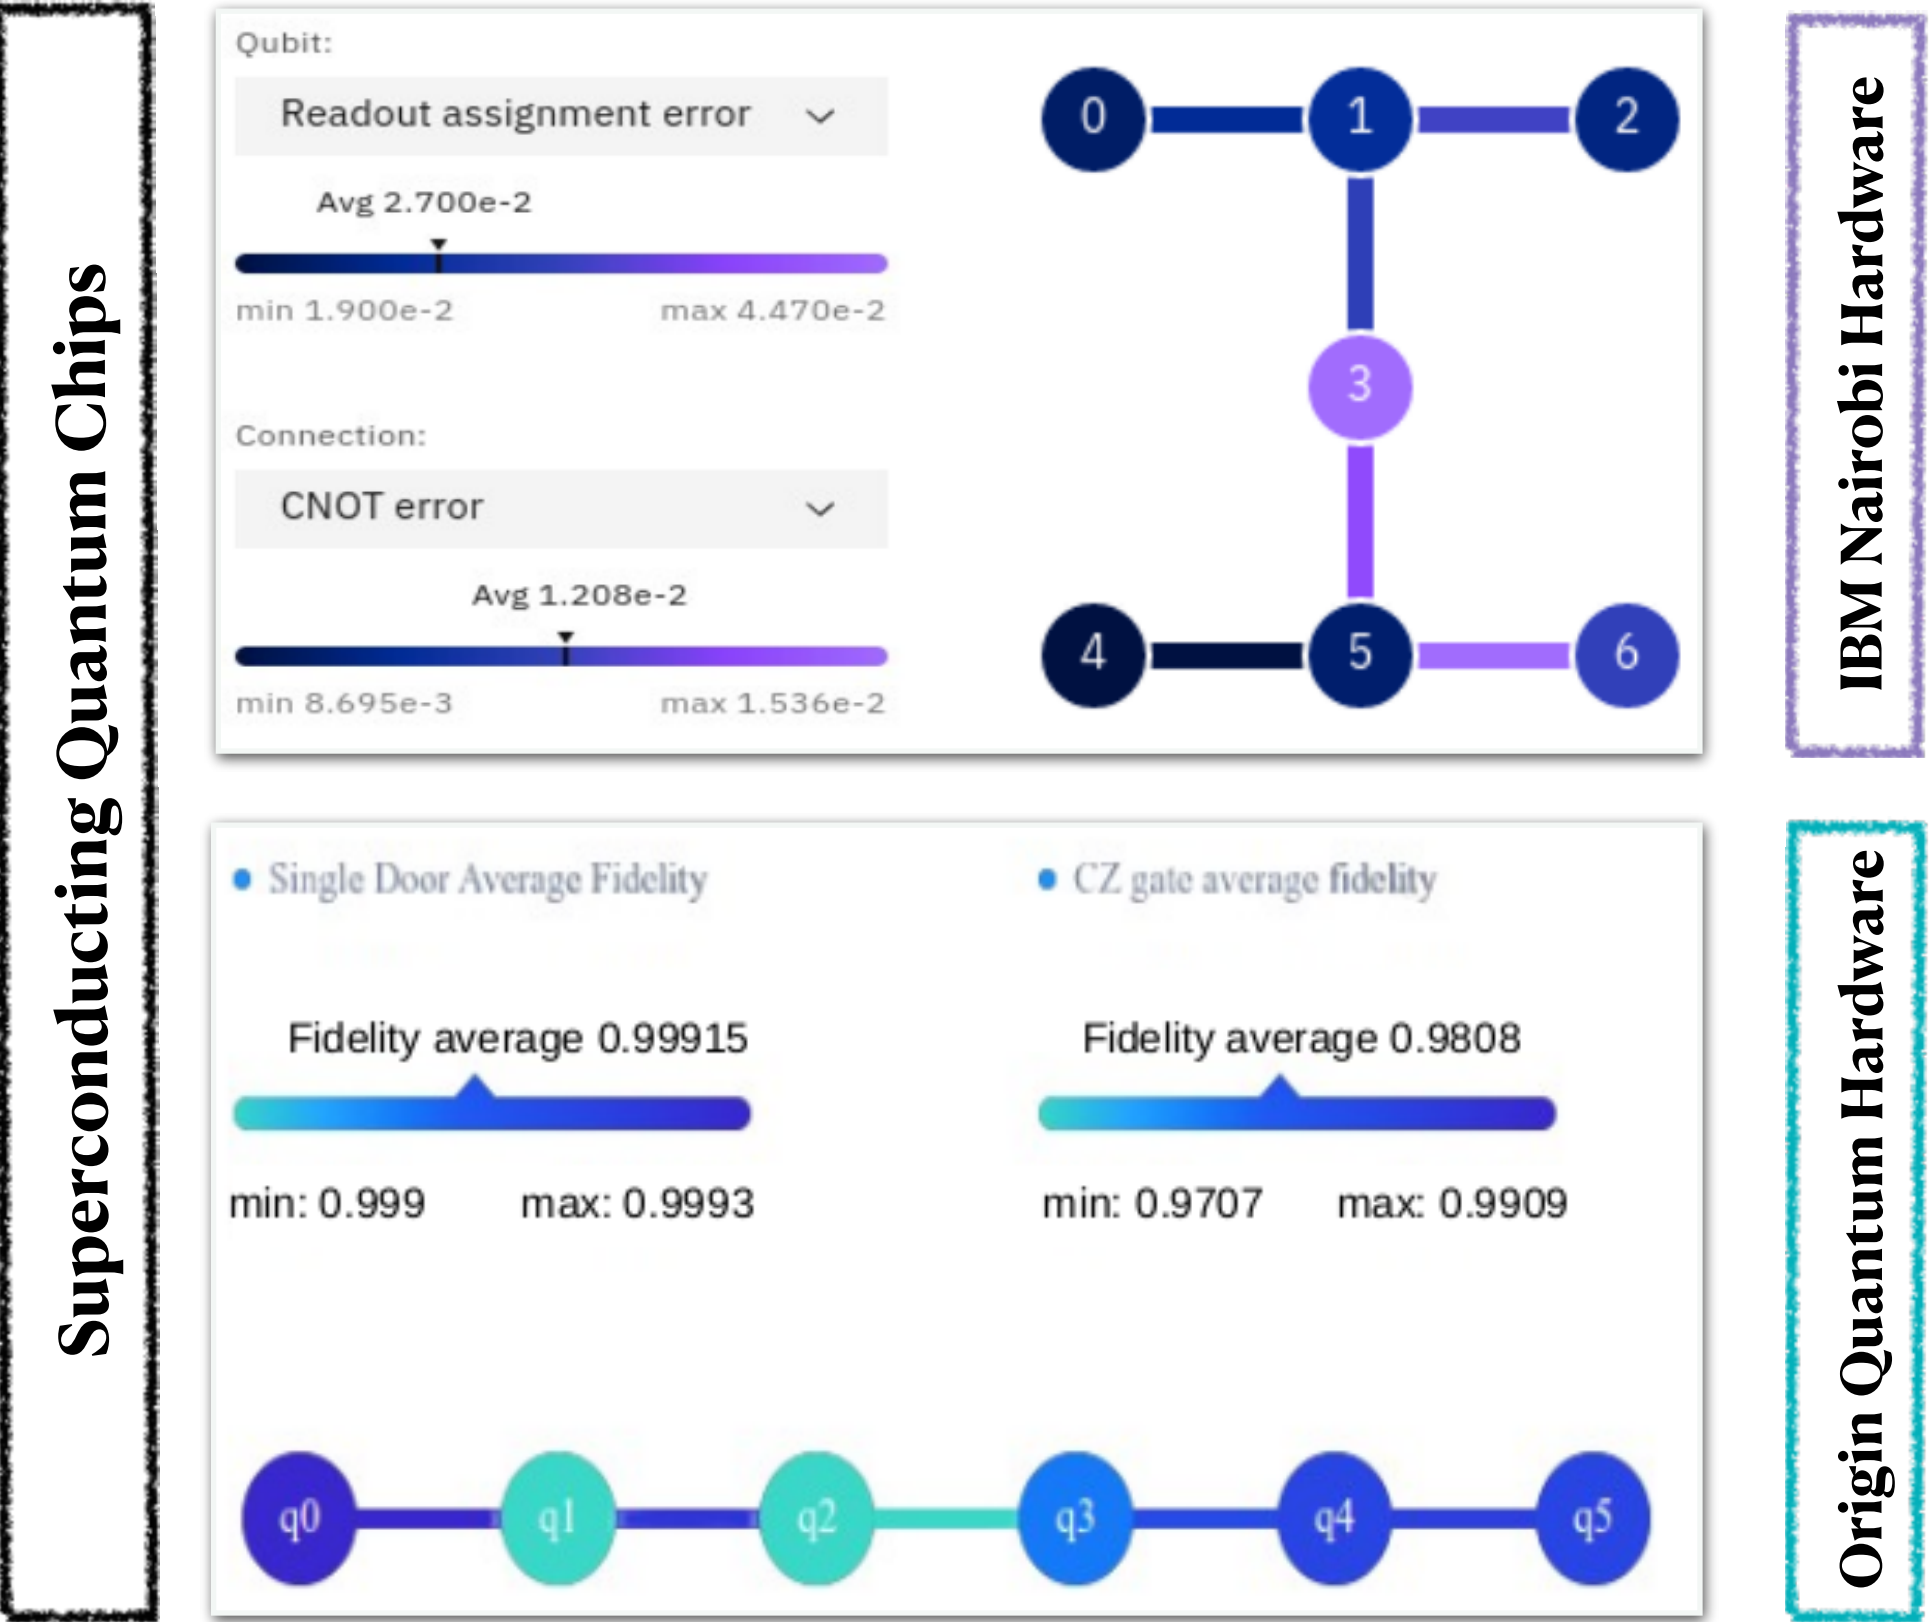 Superconducting Quantum Chips
Qubit:
Readout assignment error
Avg 2.700e-2
min 1.900e-2
max 4.470e-2
Connection:
CNOT error
Avg 1.208e-2
min 8.695e-3
max 1.536e-2
0
1
2
3
4
5
6
IBM Nairobi Hardware
Single Door Average Fidelity
Fidelity average 0.99915
min: 0.999
max: 0.9993
CZ gate average fidelity
Fidelity average 0.9808
min: 0.9707
max: 0.9909
q0
q1
q2
q3
q4
q5
Origin Quantum Hardware